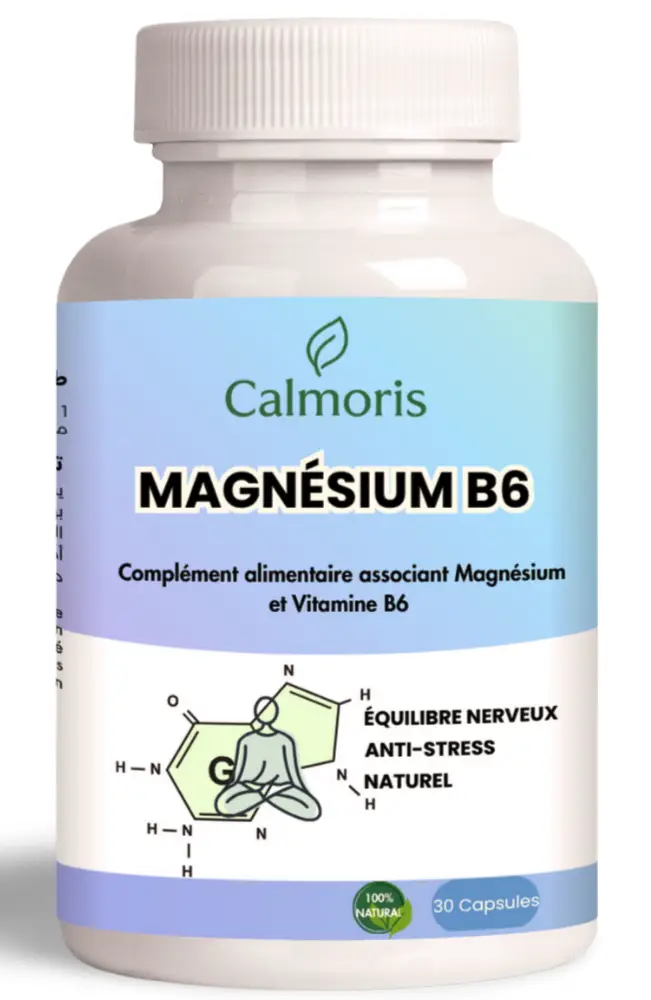 Calmoris
MAGNÉSIUM B6
Complément alimentaire associant Magnésium
et Vitamine B6
N
O
H
ÉQUILIBRE NERVEUX
ANTI-STRESS
G
H — N
N
NATUREL
H
H — N
N
H
100%
NATURAL
30 Capsules